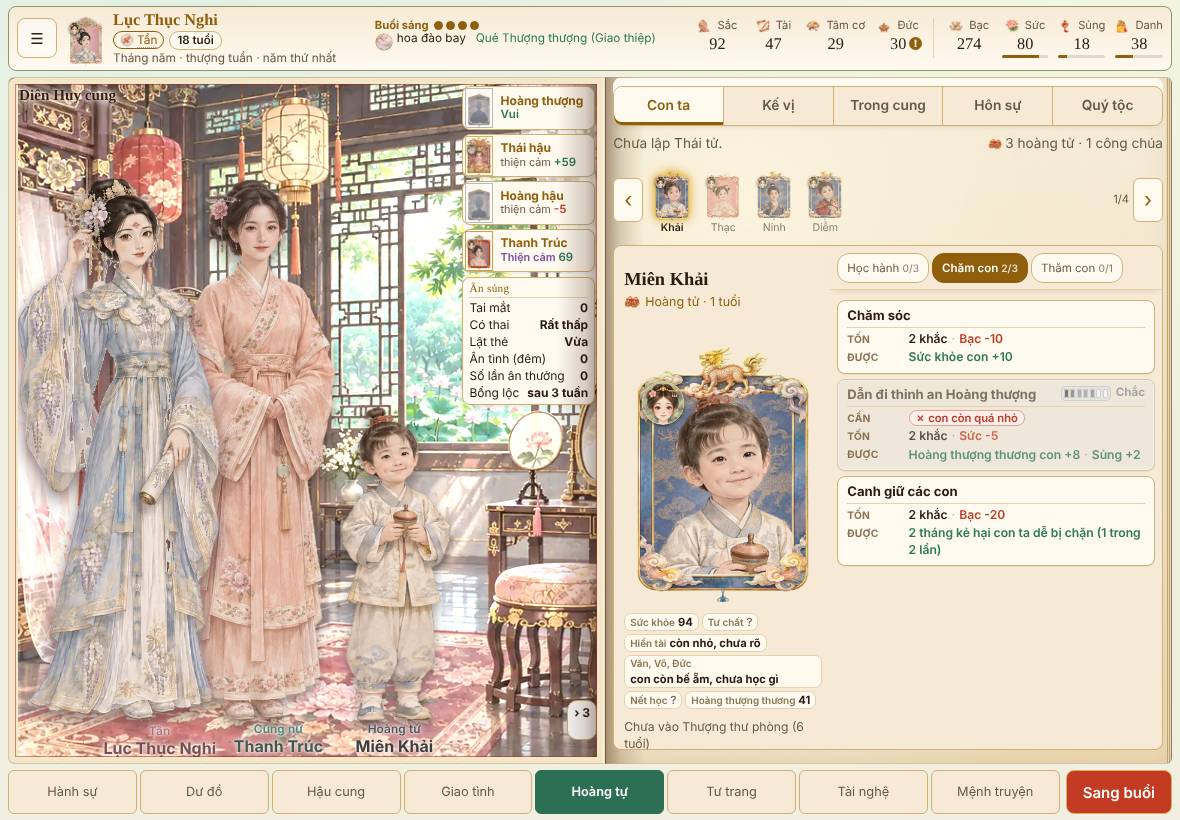 ☰
Lục Thục Nghi
Tần
18 tuổi
Tháng năm · thượng tuần · năm thứ nhất
Buổi sáng
hoa đào bay Quẻ Thượng thượng (Giao thiệp)
Sắc 92
Tài 47
Tâm cơ 29
Đức 30 !
Bạc 274
Sức 80
Sủng 18
Danh 38
Diên Huy cung
Hoàng thượng
Vui
Thái hậu
thiện cảm +59
Hoàng hậu
thiện cảm -5
Thanh Trúc
Thiện cảm 69
Ân sủng
Tai mắt 0
Có thai Rất thấp
Lật thẻ Vừa
Ân tình (đêm) 0
Số lần ân thưởng 0
Bổng lộc sau 3 tuần
› 3
Tần
Lục Thục Nghi
Cung nữ
Thanh Trúc
Hoàng tử
Miên Khải
Con ta
Kế vị
Trong cung
Hôn sự
Quý tộc
Chưa lập Thái tử.
3 hoàng tử · 1 công chúa
‹
Khải
Thạc
Ninh
Diễm
1/4
›
Miên Khải
Hoàng tử · 1 tuổi
Sức khỏe 94
Tư chất ?
Hiền tài còn nhỏ, chưa rõ
Văn, Võ, Đức
con còn bế ẵm, chưa học gì
Nết học ?
Hoàng thượng thương 41
Chưa vào Thượng thư phòng (6
tuổi)
Học hành 0/3
Chăm con 2/3
Thăm con 0/1
Chăm sóc
TỐN 2 khắc · Bạc -10
ĐƯỢC Sức khỏe con +10
Dẫn đi thỉnh an Hoàng thượng Chắc
CẦN × con còn quá nhỏ
TỐN 2 khắc · Sức -5
ĐƯỢC Hoàng thượng thương con +8 · Sủng +2
Canh giữ các con
TỐN 2 khắc · Bạc -20
ĐƯỢC 2 tháng kẻ hại con ta dễ bị chặn (1 trong
2 lần)
Hành sự
Dư đồ
Hậu cung
Giao tình
Hoàng tự
Tư trang
Tài nghệ
Mệnh truyện
Sang buổi